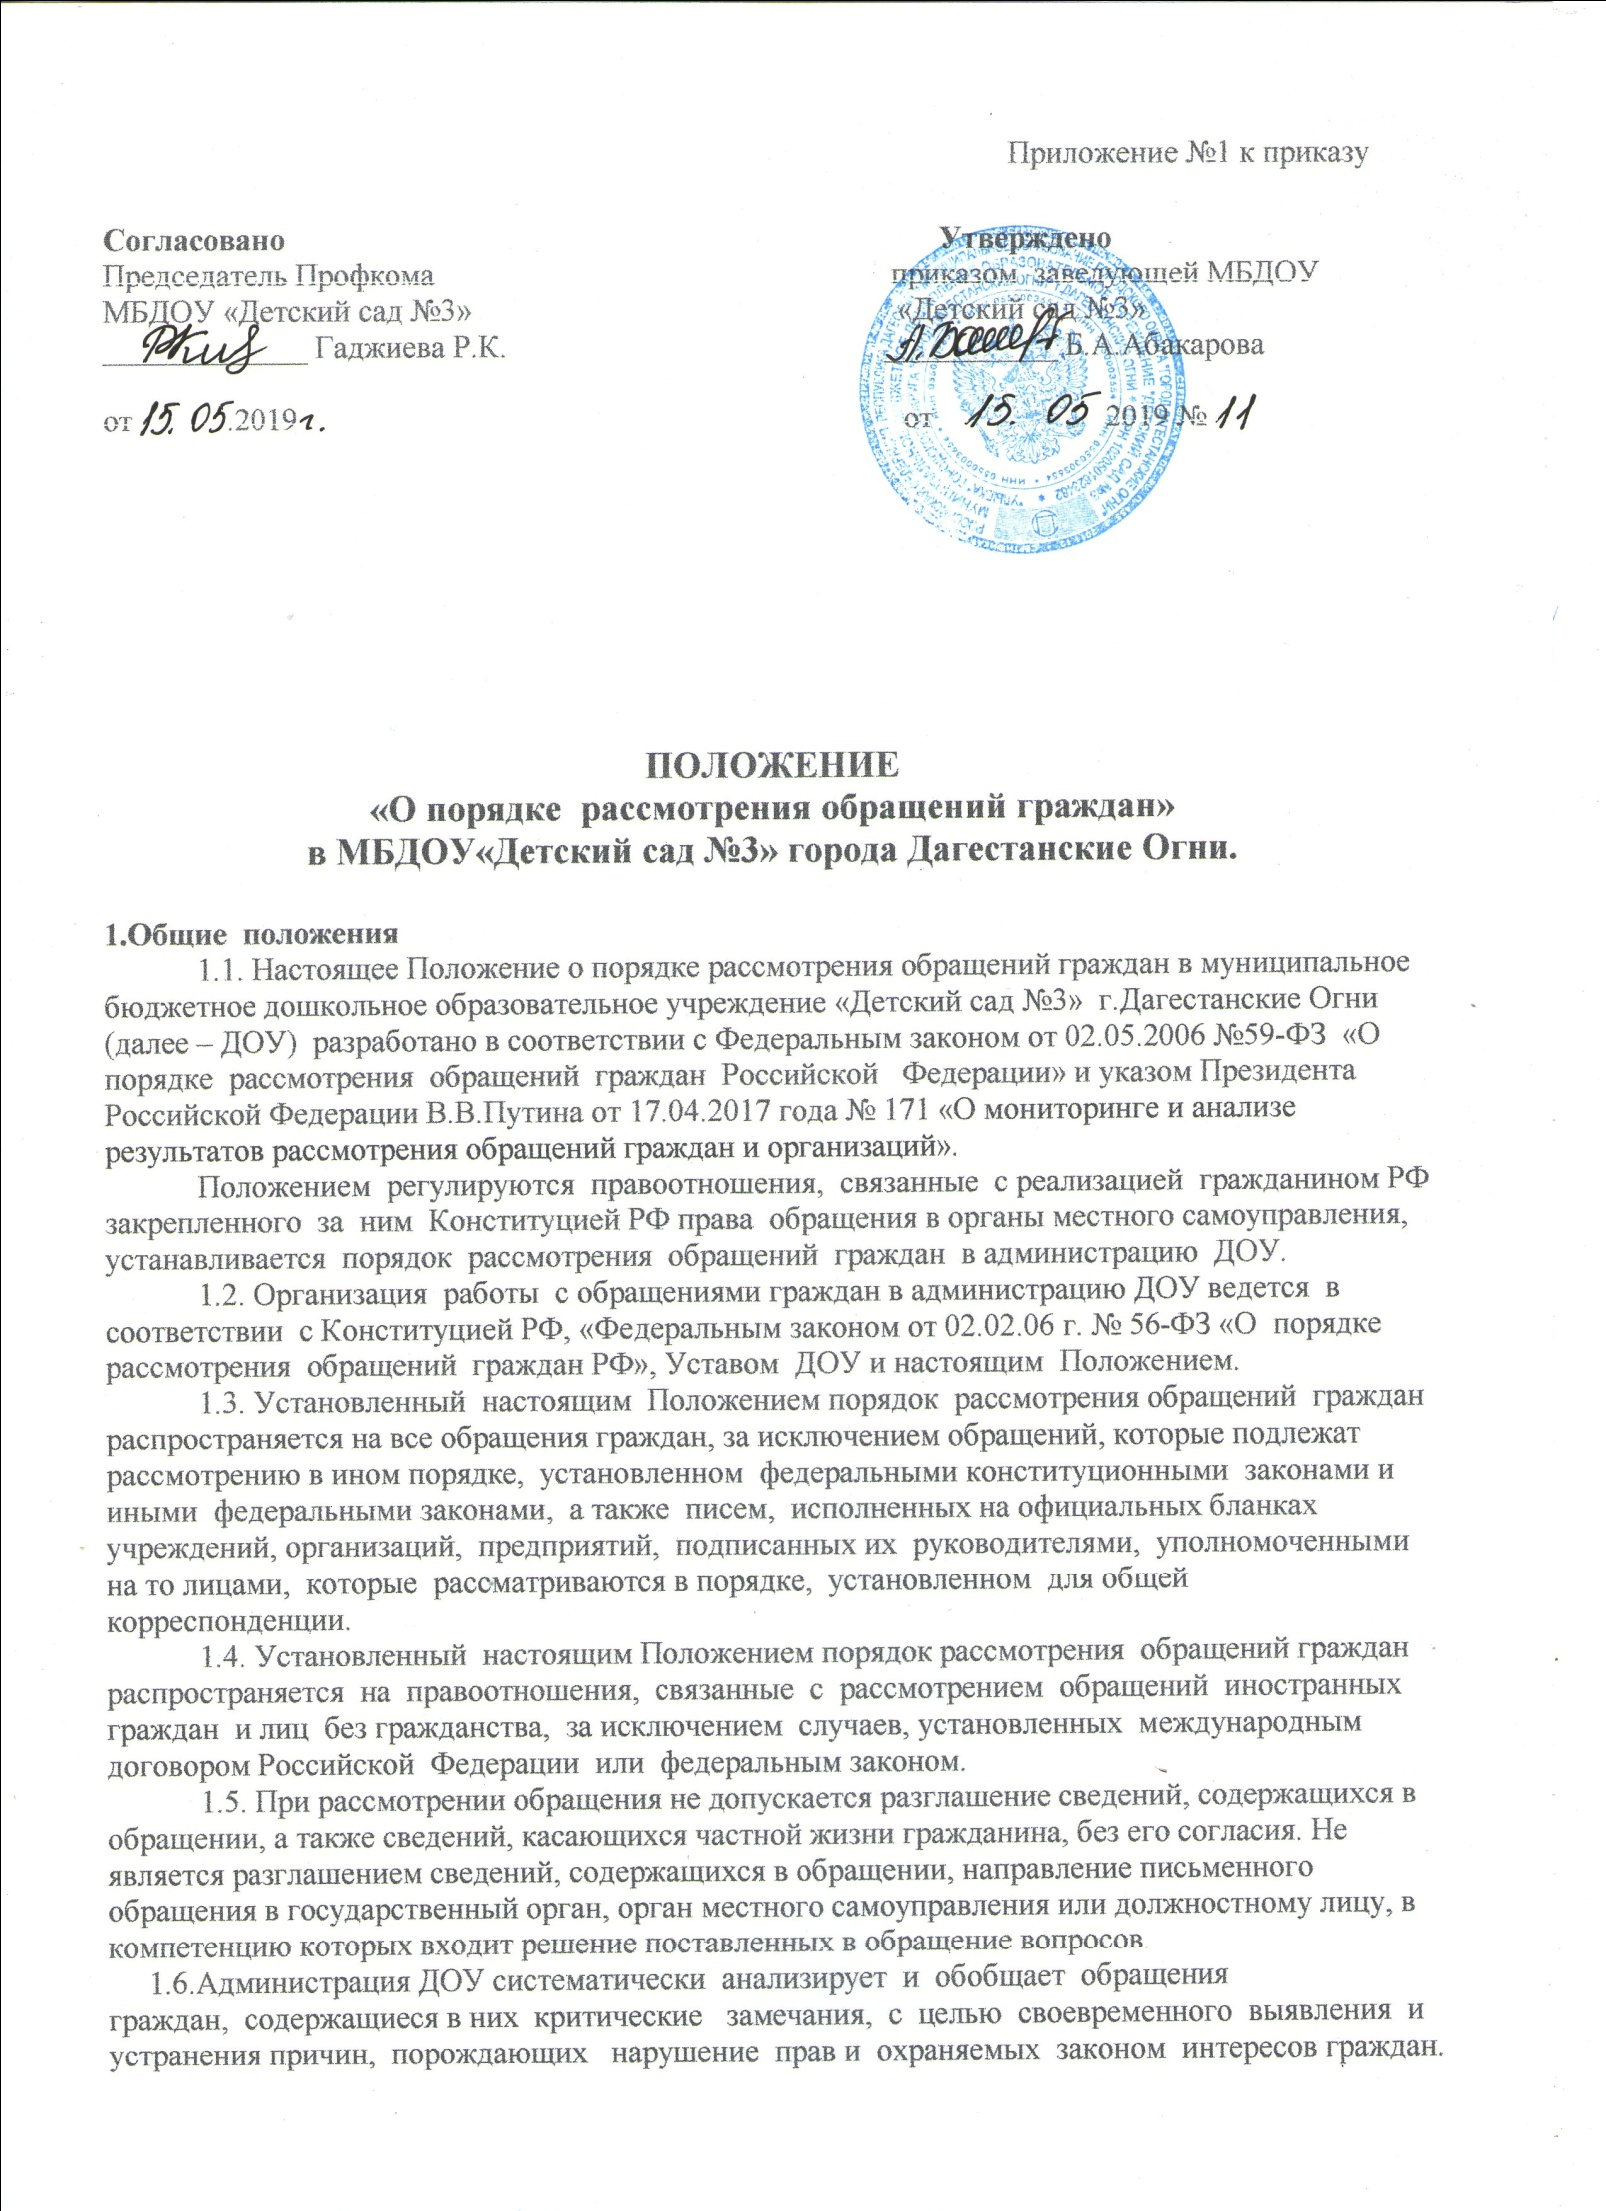 Приложение №1 к приказу
Согласовано
Председатель Профкома
МБДОУ «Детский сад №3»
______________ Гаджиева Р.К.
от 15. 05.2019г.
Утверждено
приказом заведующей МБДОУ
«Детский сад №3»
____________ Б.А.Абакарова
от 15. 05 2019 № 11
ПОЛОЖЕНИЕ
«О порядке рассмотрения обращений граждан»
в МБДОУ«Детский сад №3» города Дагестанские Огни.
1.Общие положения
1.1. Настоящее Положение о порядке рассмотрения обращений граждан в муниципальное
бюджетное дошкольное образовательное учреждение «Детский сад №3» г.Дагестанские Огни
(далее – ДОУ) разработано в соответствии с Федеральным законом от 02.05.2006 №59-ФЗ «О
порядке рассмотрения обращений граждан Российской Федерации» и указом Президента
Российской Федерации В.В.Путина от 17.04.2017 года № 171 «О мониторинге и анализе
результатов рассмотрения обращений граждан и организаций».
Положением регулируются правоотношения, связанные с реализацией гражданином РФ
закрепленного за ним Конституцией РФ права обращения в органы местного самоуправления,
устанавливается порядок рассмотрения обращений граждан в администрацию ДОУ.
1.2. Организация работы с обращениями граждан в администрацию ДОУ ведется в
соответствии с Конституцией РФ, «Федеральным законом от 02.02.06 г. № 56-ФЗ «О порядке
рассмотрения обращений граждан РФ», Уставом ДОУ и настоящим Положением.
1.3. Установленный настоящим Положением порядок рассмотрения обращений граждан
распространяется на все обращения граждан, за исключением обращений, которые подлежат
рассмотрению в ином порядке, установленном федеральными конституционными законами и
иными федеральными законами, а также писем, исполненных на официальных бланках
учреждений, организаций, предприятий, подписанных их руководителями, уполномоченными
на то лицами, которые рассматриваются в порядке, установленном для общей
корреспонденции.
1.4. Установленный настоящим Положением порядок рассмотрения обращений граждан
распространяется на правоотношения, связанные с рассмотрением обращений иностранных
граждан и лиц без гражданства, за исключением случаев, установленных международным
договором Российской Федерации или федеральным законом.
1.5. При рассмотрении обращения не допускается разглашение сведений, содержащихся в
обращении, а также сведений, касающихся частной жизни гражданина, без его согласия. Не
является разглашением сведений, содержащихся в обращении, направление письменного
обращения в государственный орган, орган местного самоуправления или должностному лицу, в
компетенцию которых входит решение поставленных в обращение вопросов
1.6.Администрация ДОУ систематически анализирует и обобщает обращения
граждан, содержащиеся в них критические замечания, с целью своевременного выявления и
устранения причин, порождающих нарушение прав и охраняемых законом интересов граждан.